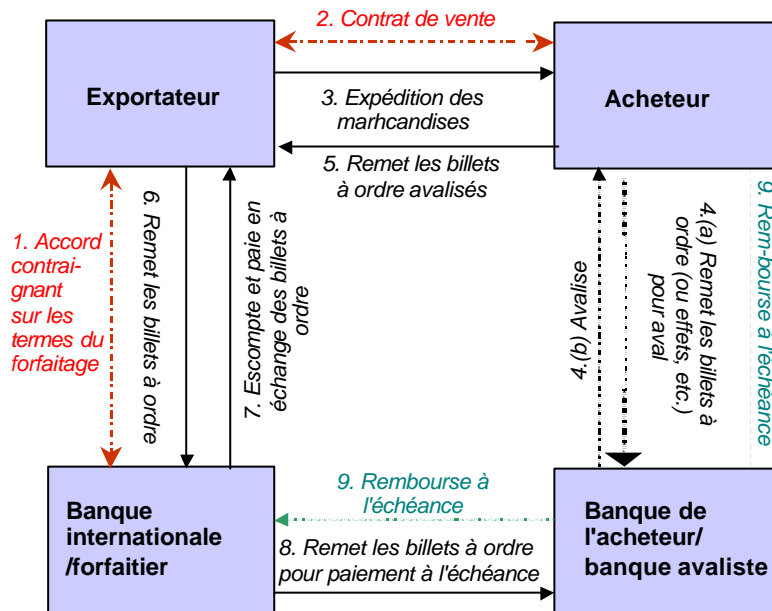 2. Contrat de vente
Exportateur
Acheteur
3. Expédition des
marhcandises
5. Remet les billets
à ordre avalisés
1. Accord
contrai-
gnant
sur les
termes du
forfaitage
6. Remet les billets à ordre
7. Escompte et paie en
échange des billets à
ordre
4.(b) Avalise
4.(a) Remet les billets à
ordre (ou effets, etc.)
pour aval
9. Rem-bourse a l'échéance
Banque
internationale
/forfaitier
9. Rembourse à
l'échéance
8. Remet les billets à ordre
pour paiement à l'échéance
Banque de
l'acheteur/
banque avaliste